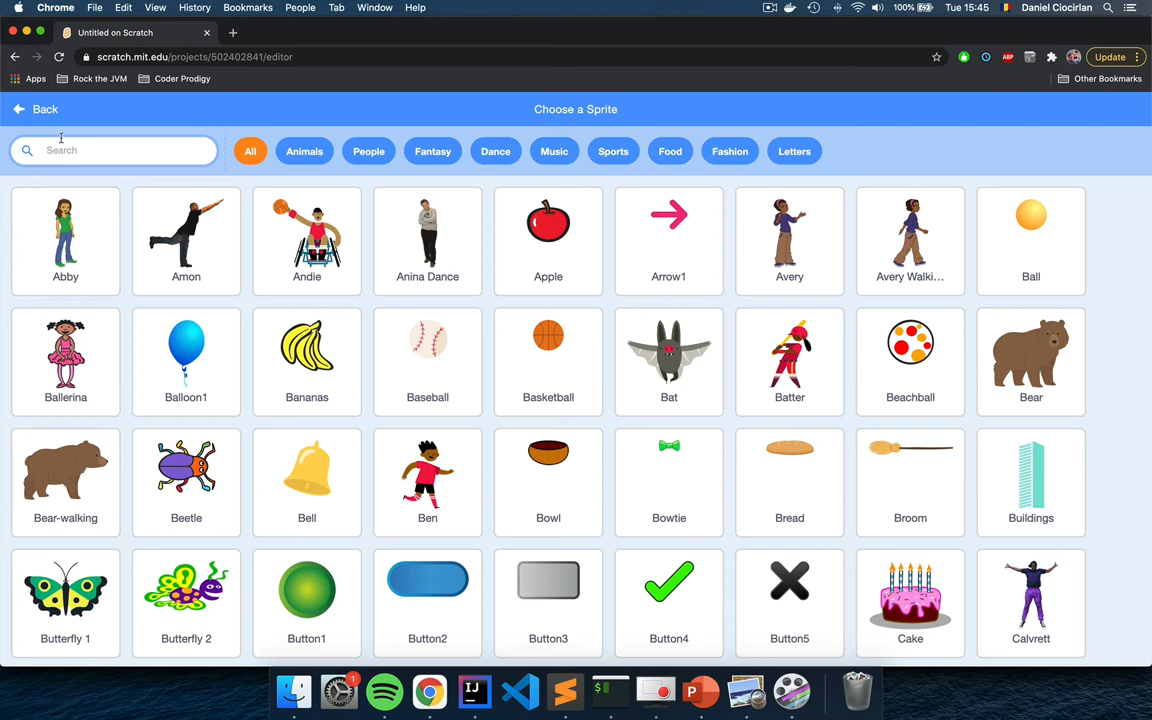 Chrome File Edit View History Bookmarks People Tab Window Help 100% Tue 15:45 Daniel Ciocirlan
Untitled on Scratch
scratch.mit.edu/projects/502402841/editor ABP Update
Apps Rock the JVM Coder Prodigy Other Bookmarks
Back Choose a Sprite
Search All Animals People Fantasy Dance Music Sports Food Fashion Letters
Abby Amon Andie Anina Dance Apple Arrow1 Avery Avery Walki... Ball
Ballerina Balloon1 Bananas Baseball Basketball Bat Batter Beachball Bear
Bear-walking Beetle Bell Ben Bowl Bowtie Bread Broom Buildings
Butterfly 1 Butterfly 2 Button1 Button2 Button3 Button4 Button5 Cake Calvrett
1
IJ
$
P